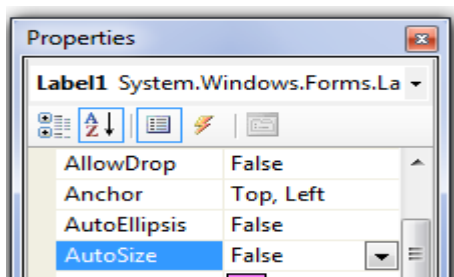 Properties
Label1 System.Windows.Forms.La
AllowDrop False
Anchor Top, Left
AutoEllipsis False
AutoSize False